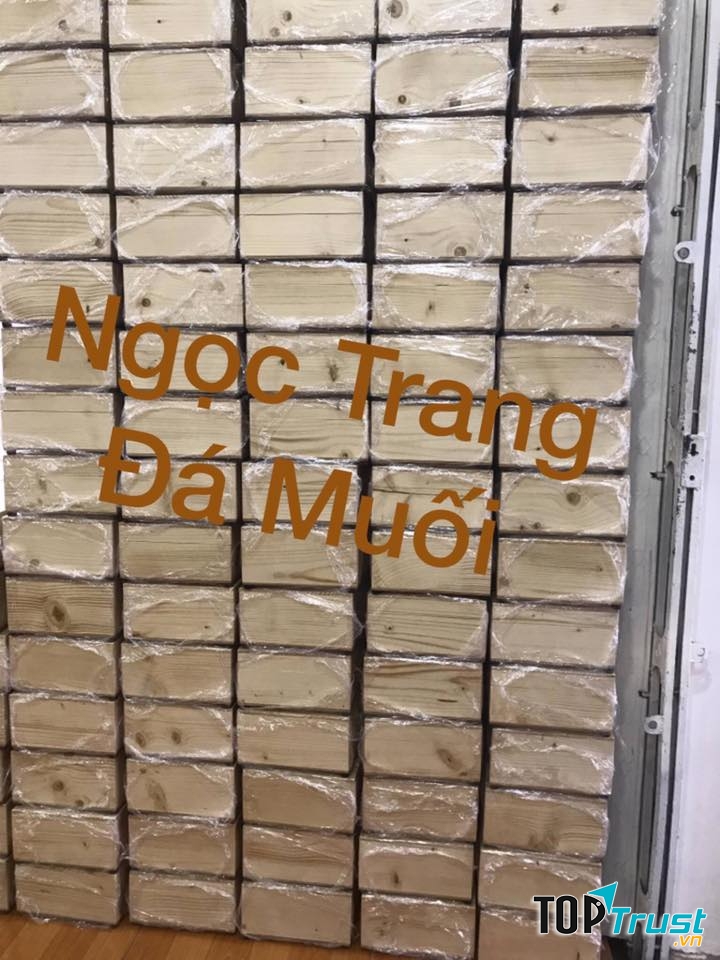 Ngọc Trang
Đá Muối
TOPTrust
.vn